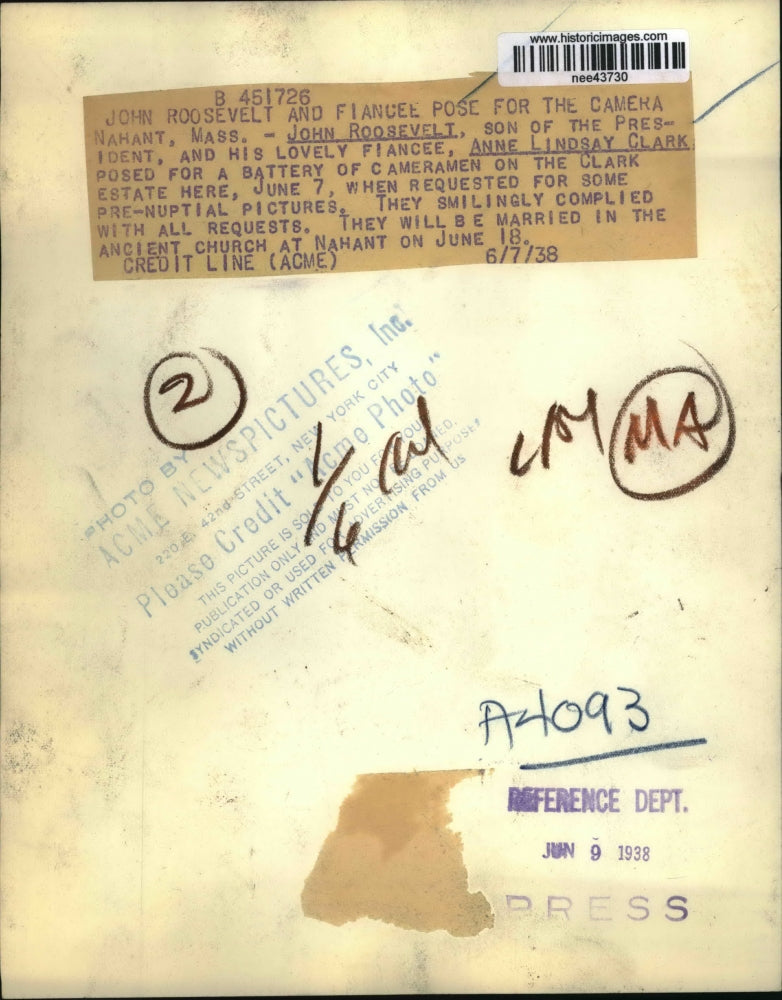 www.historicimages.com
nee43730
B 451726
JOHN ROOSEVELT AND FIANCEE POSE FOR THE CAMERA
NAHANT, MASS. - JOHN ROOSEVELT, SON OF THE PRES-
IDENT, AND HIS LOVELY FIANCEE, ANNE LINDSAY CLARK
POSED FOR A BATTERY OF CAMERAMEN ON THE CLARK
ESTATE HERE, JUNE 7, WHEN REQUESTED FOR SOME
PRE-NUPTIAL PICTURES. THEY SMILINGLY COMPLIED
WITH ALL REQUESTS. THEY WILL BE MARRIED IN THE
ANCIENT CHURCH AT NAHANT ON JUNE 18.
CREDIT LINE (ACME) 6/7/38
2
PHOTO BY
ACME NEWSPICTURES, Inc.
220 E. 42nd STREET, NEW YORK CITY
Please Credit "Acme Photo"
THIS PICTURE IS SOLD TO YOU FOR YOUR
PUBLICATION ONLY AND MUST NOT
SYNDICATED OR USED FOR ADVERTISING PURPOSES
WITHOUT WRITTEN PERMISSION FROM US
1/6
MA
A4093
REFERENCE DEPT.
JUN 9 1938
PRESS